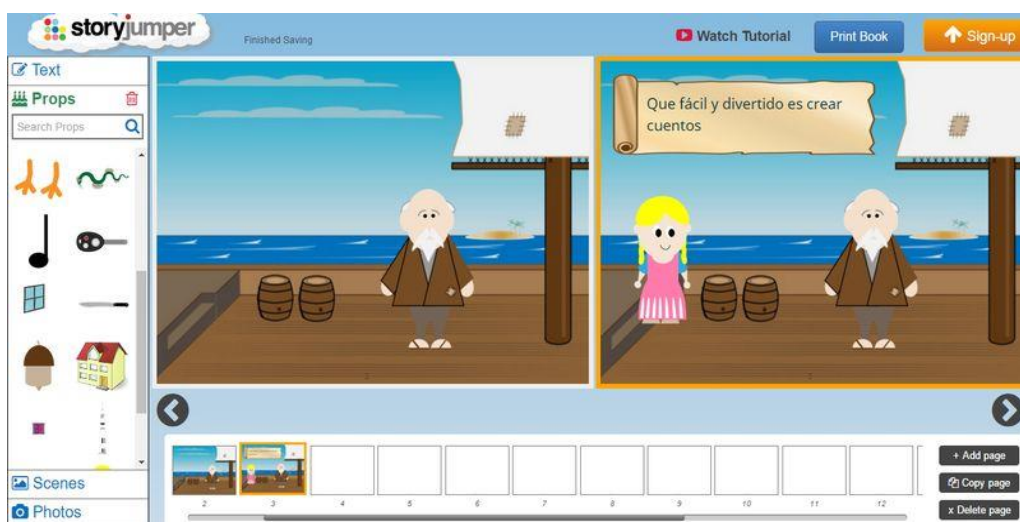 storyjumper
Finished Saving
Watch Tutorial
Print Book
Sign-up
Text
Props
Search Props
Que fácil y divertido es crear
cuentos
2 3 4 5 6 7 8 9 10 11 12
+ Add page
Copy page
x Delete page
Scenes
Photos